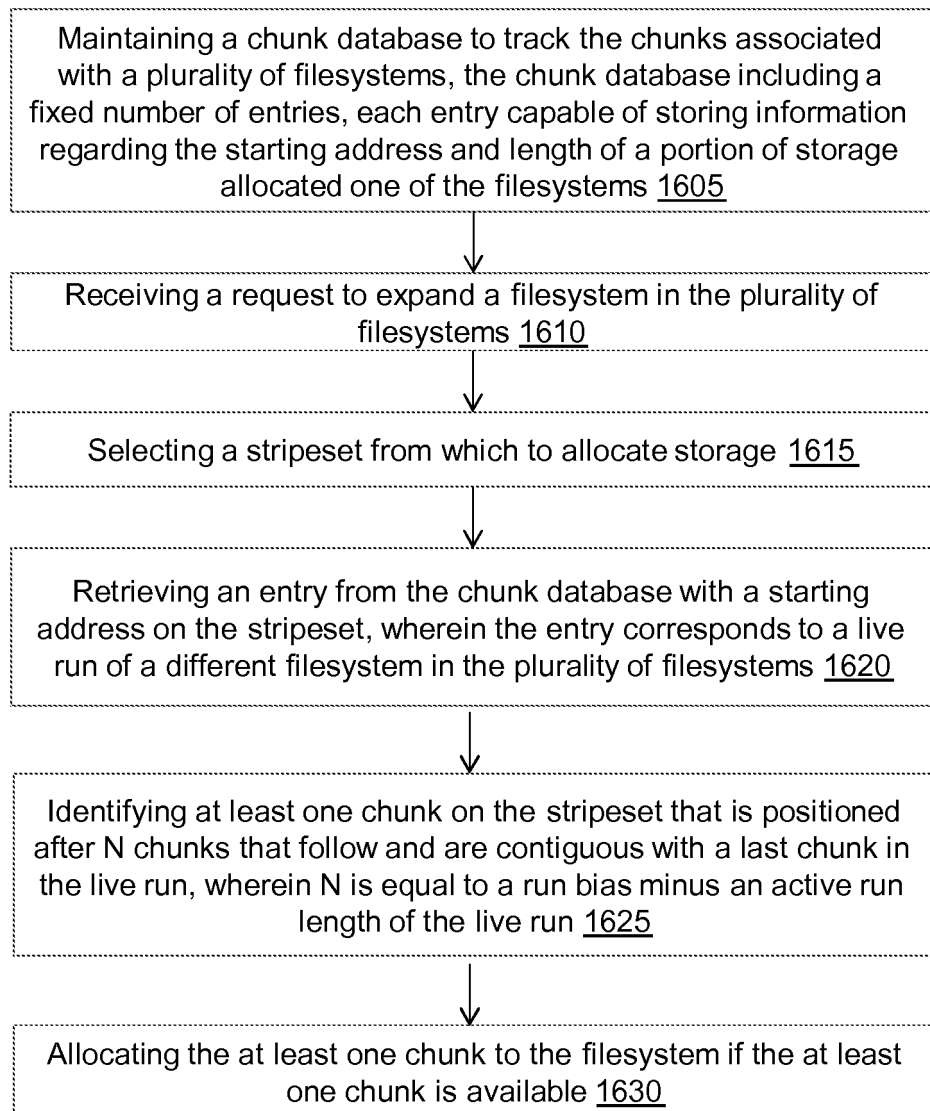 Maintaining a chunk database to track the chunks associated
with a plurality of filesystems, the chunk database including a
fixed number of entries, each entry capable of storing information
regarding the starting address and length of a portion of storage
allocated one of the filesystems 1605
Receiving a request to expand a filesystem in the plurality of
filesystems 1610
Selecting a stripeset from which to allocate storage 1615
Retrieving an entry from the chunk database with a starting
address on the stripeset, wherein the entry corresponds to a live
run of a different filesystem in the plurality of filesystems 1620
Identifying at least one chunk on the stripeset that is positioned
after N chunks that follow and are contiguous with a last chunk in
the live run, wherein N is equal to a run bias minus an active run
length of the live run 1625
Allocating the at least one chunk to the filesystem if the at least
one chunk is available 1630